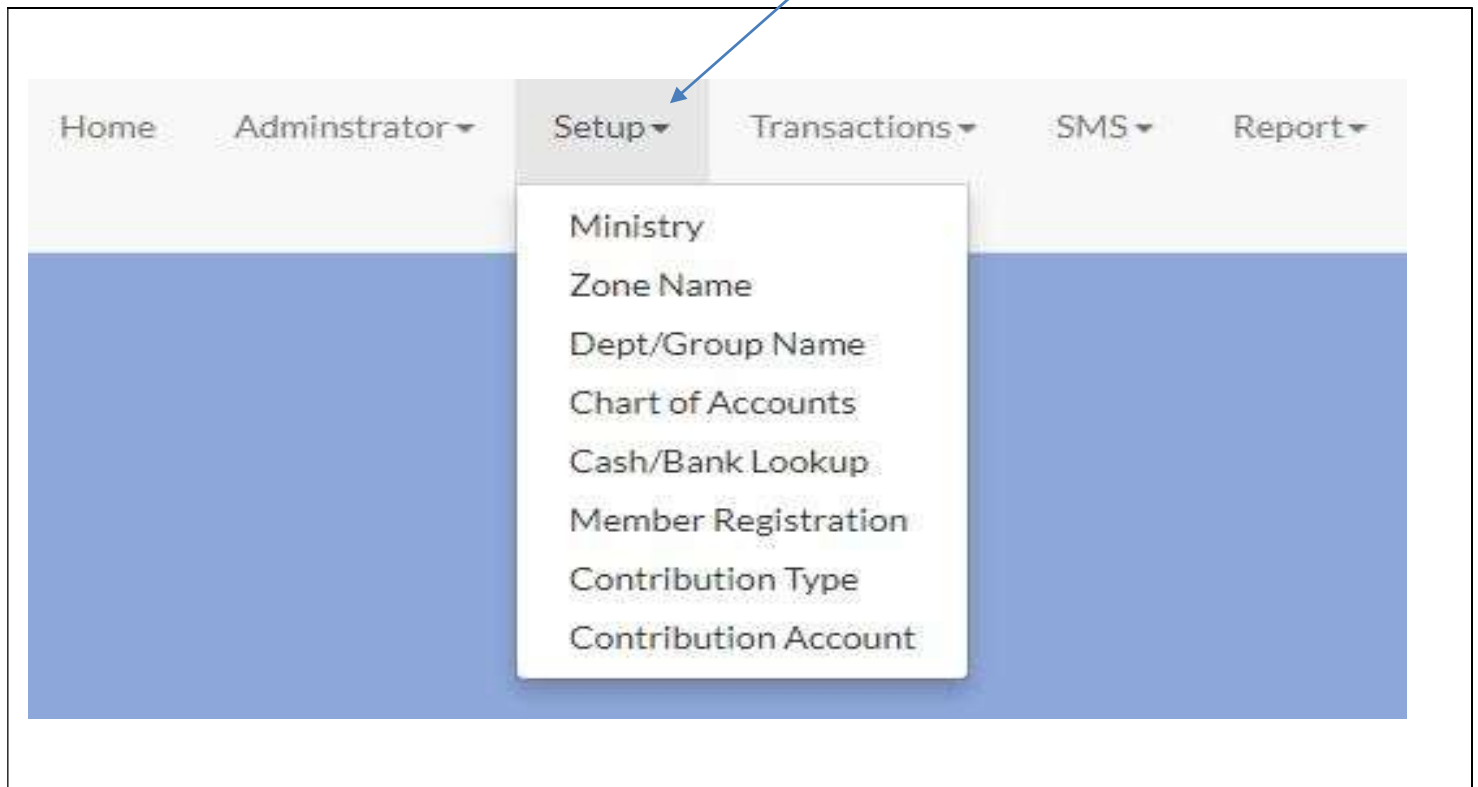 Home Adminstrator Setup Transactions SMS Report
Ministry
Zone Name
Dept/Group Name
Chart of Accounts
Cash/Bank Lookup
Member Registration
Contribution Type
Contribution Account